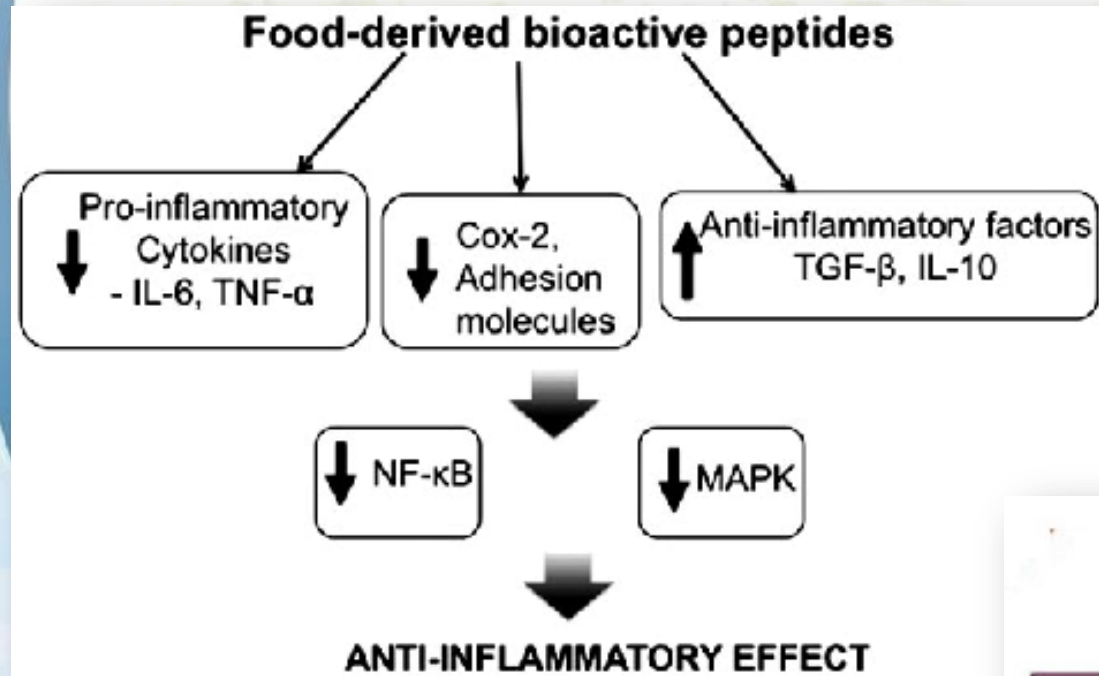 Food-derived bioactive peptides
Pro-inflammatory
Cytokines
- IL-6, TNF-α
Cox-2,
Adhesion
molecules
Anti-inflammatory factors
TGF-β, IL-10
NF-κB
MAPK
ANTI-INFLAMMATORY EFFECT